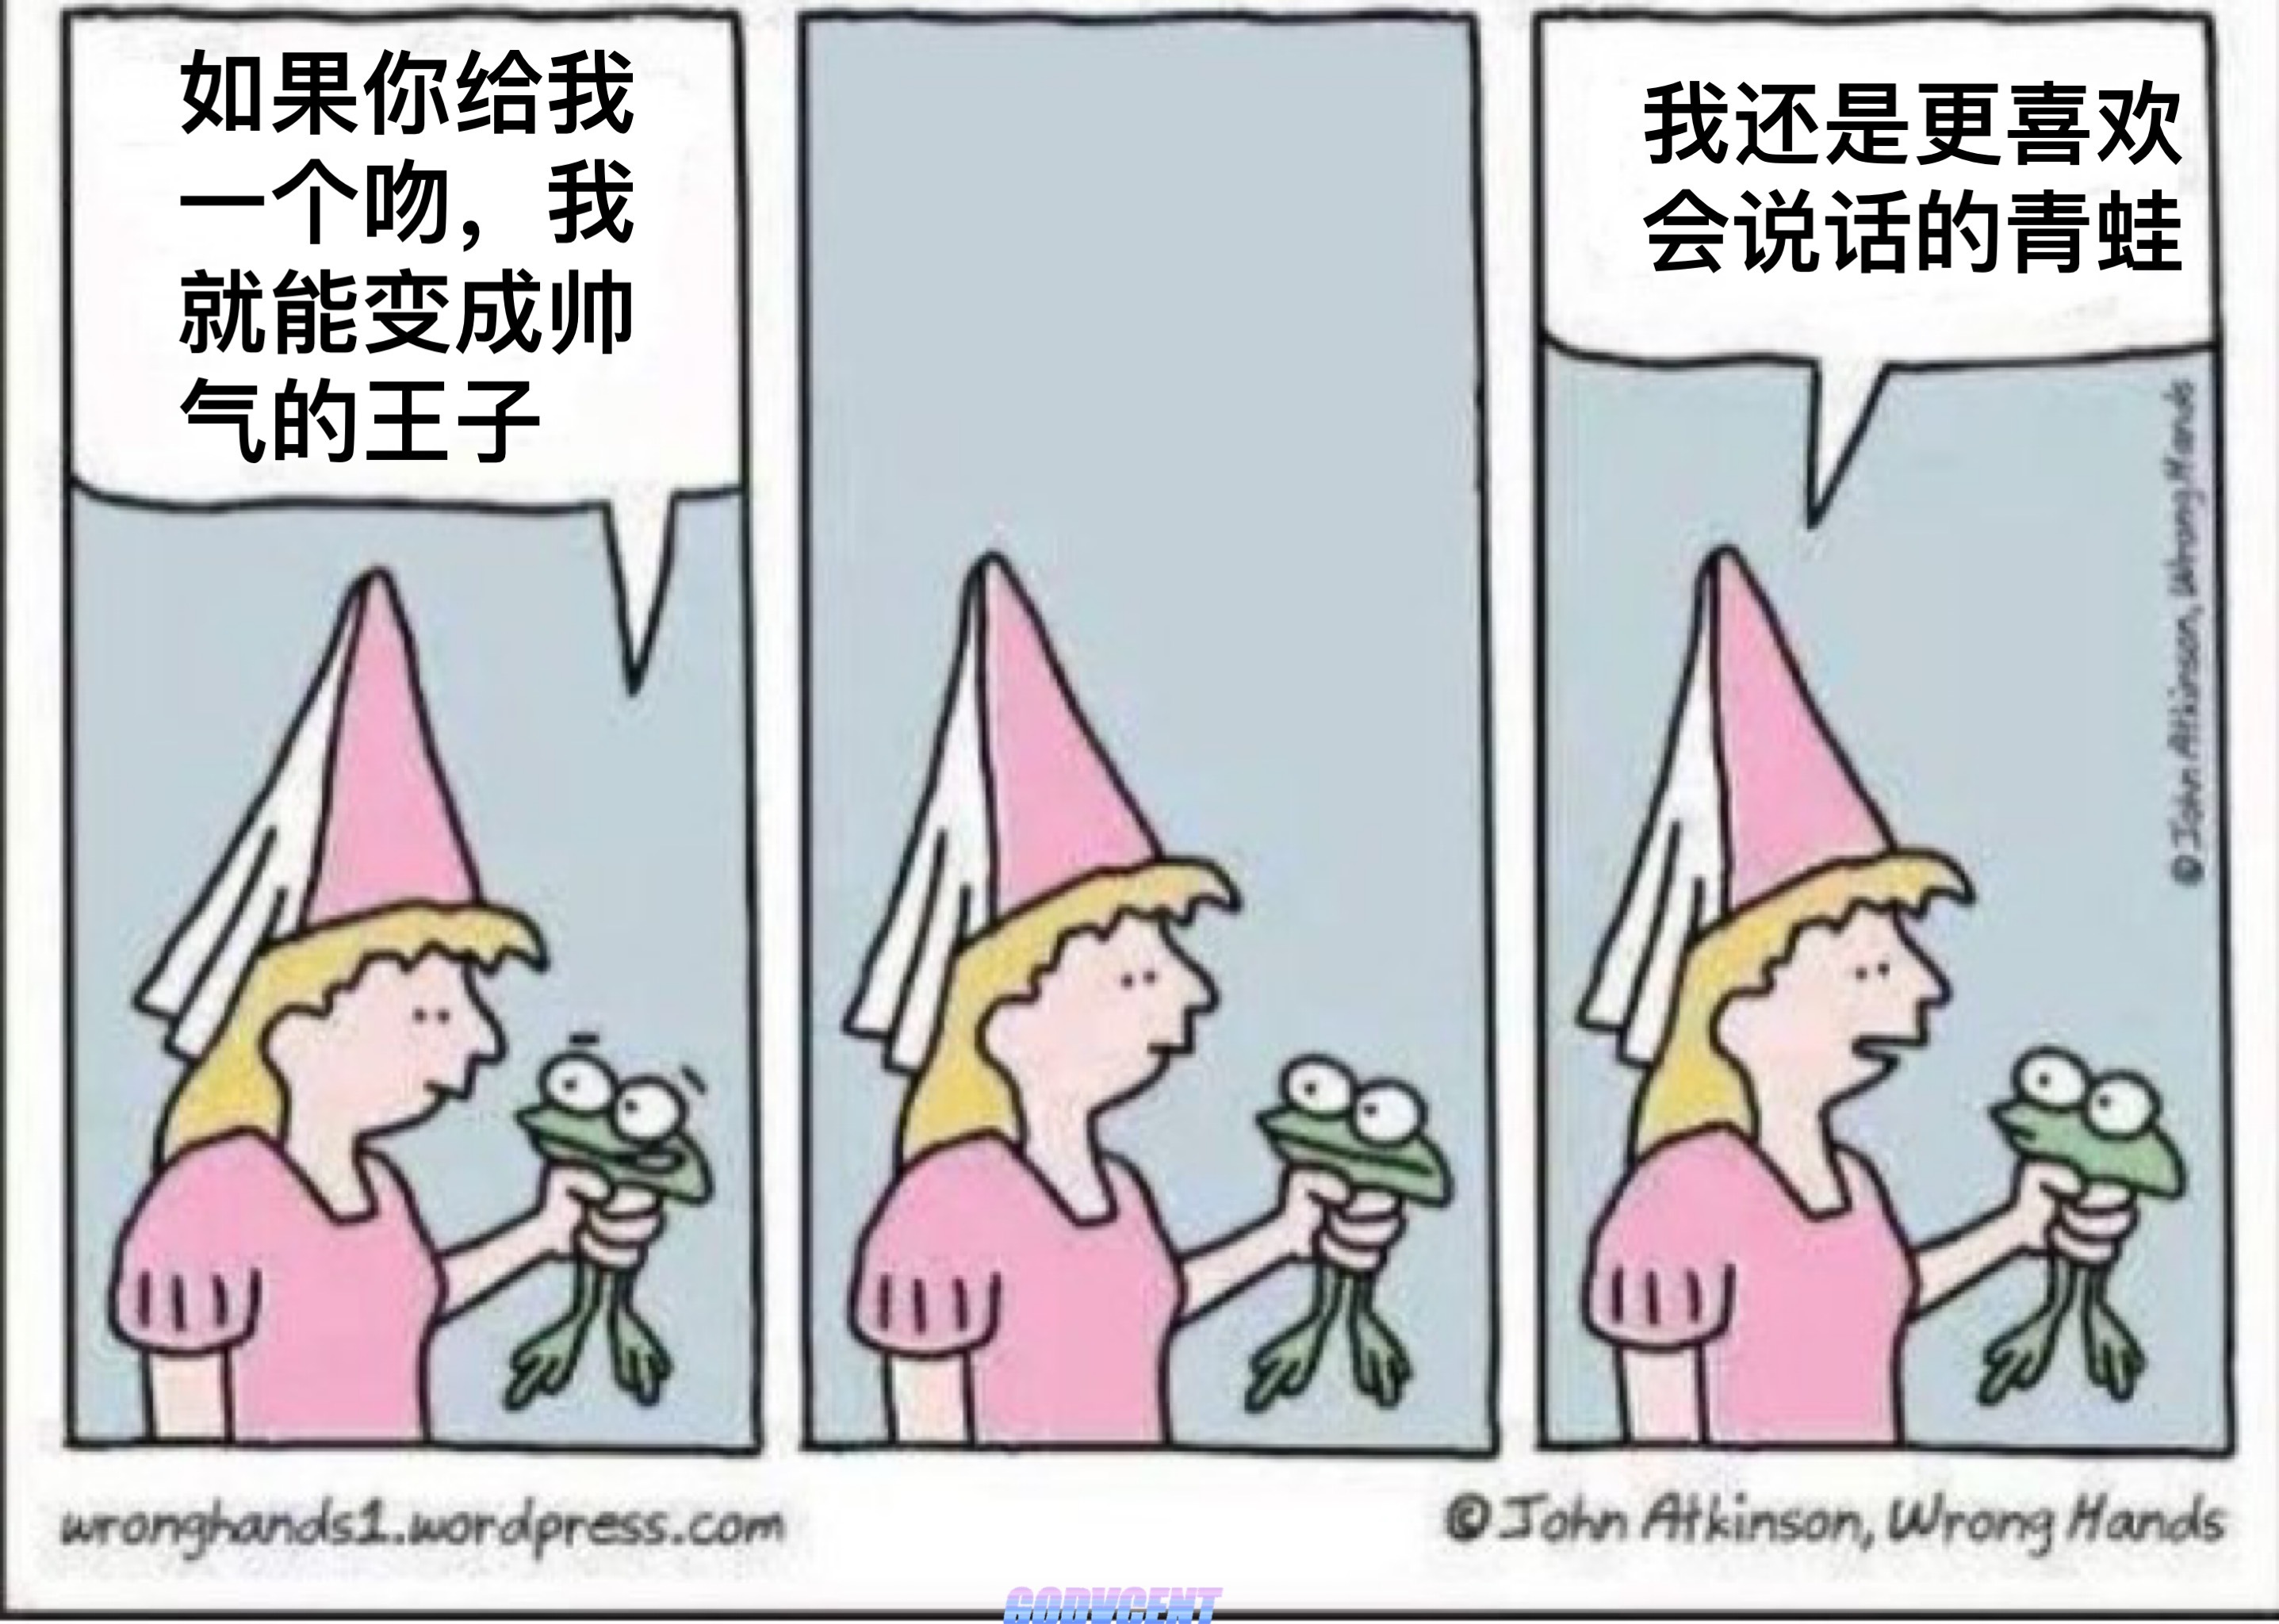 如果你给我
一个吻，我
就能变成帅
气的王子
我还是更喜欢
会说话的青蛙
©John Atkinson, Wrong Hands
wronghands1.wordpress.com
©John Atkinson, Wrong Hands
GODYCENT